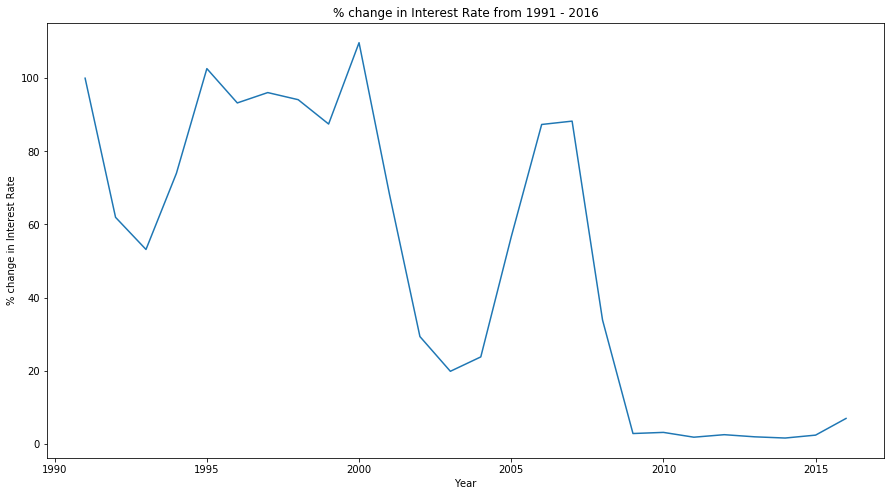 % change in Interest Rate from 1991 - 2016
% change in Interest Rate
100
80
60
40
20
0
1990 1995 2000 2005 2010 2015
Year